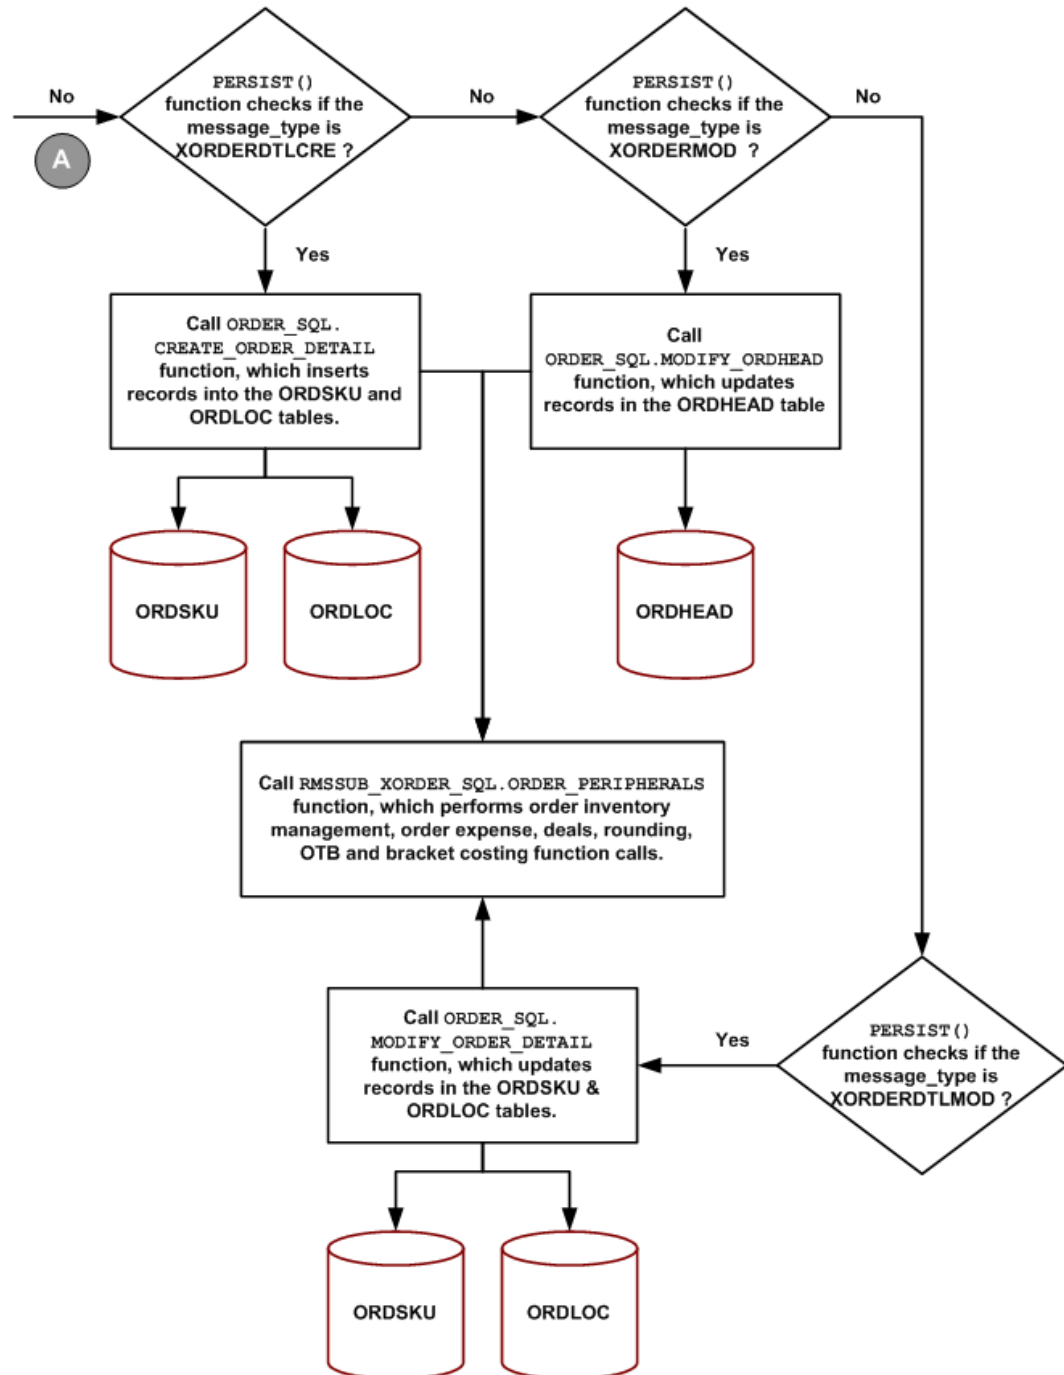 No
A
PERSIST()
function checks if the
message_type is
XORDERDTLCRE ?
No
PERSIST()
function checks if the
message_type is
XORDERMOD ?
No
Yes
Yes
Call ORDER_SQL.
CREATE_ORDER_DETAIL
function, which inserts
records into the ORDSKU and
ORDLOC tables.
Call
ORDER_SQL.MODIFY_ORDHEAD
function, which updates
records in the ORDHEAD table
ORDSKU
ORDLOC
ORDHEAD
Call RMSSUB_XORDER_SQL.ORDER_PERIPHERALS
function, which performs order inventory
management, order expense, deals, rounding,
OTB and bracket costing function calls.
Call ORDER_SQL.
MODIFY_ORDER_DETAIL
function, which updates
records in the ORDSKU &
ORDLOC tables.
Yes
PERSIST()
function checks if the
message_type is
XORDERDTLMOD ?
ORDSKU
ORDLOC